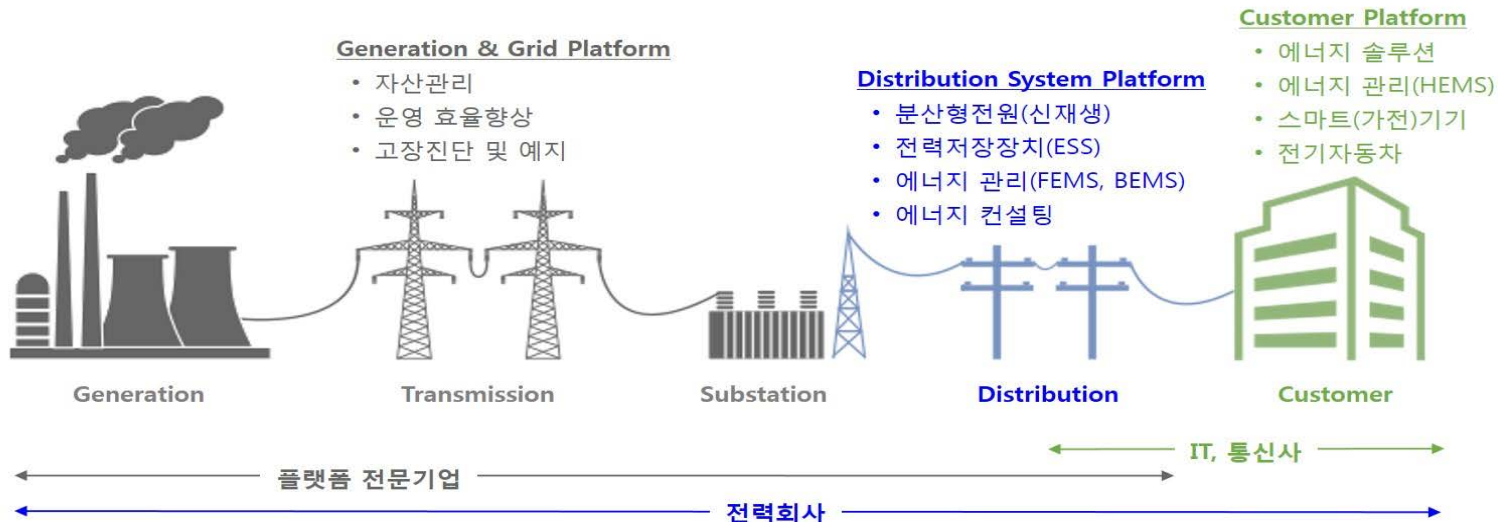 Generation & Grid Platform
• 자산관리
• 운영 효율향상
• 고장진단 및 예지
Distribution System Platform
• 분산형전원(신재생)
• 전력저장장치(ESS)
• 에너지 관리(FEMS, BEMS)
• 에너지 컨설팅
Customer Platform
• 에너지 솔루션
• 에너지 관리(HEMS)
• 스마트(가전)기기
• 전기자동차
Generation
Transmission
Substation
Distribution
Customer
IT, 통신사
플랫폼 전문기업
전력회사